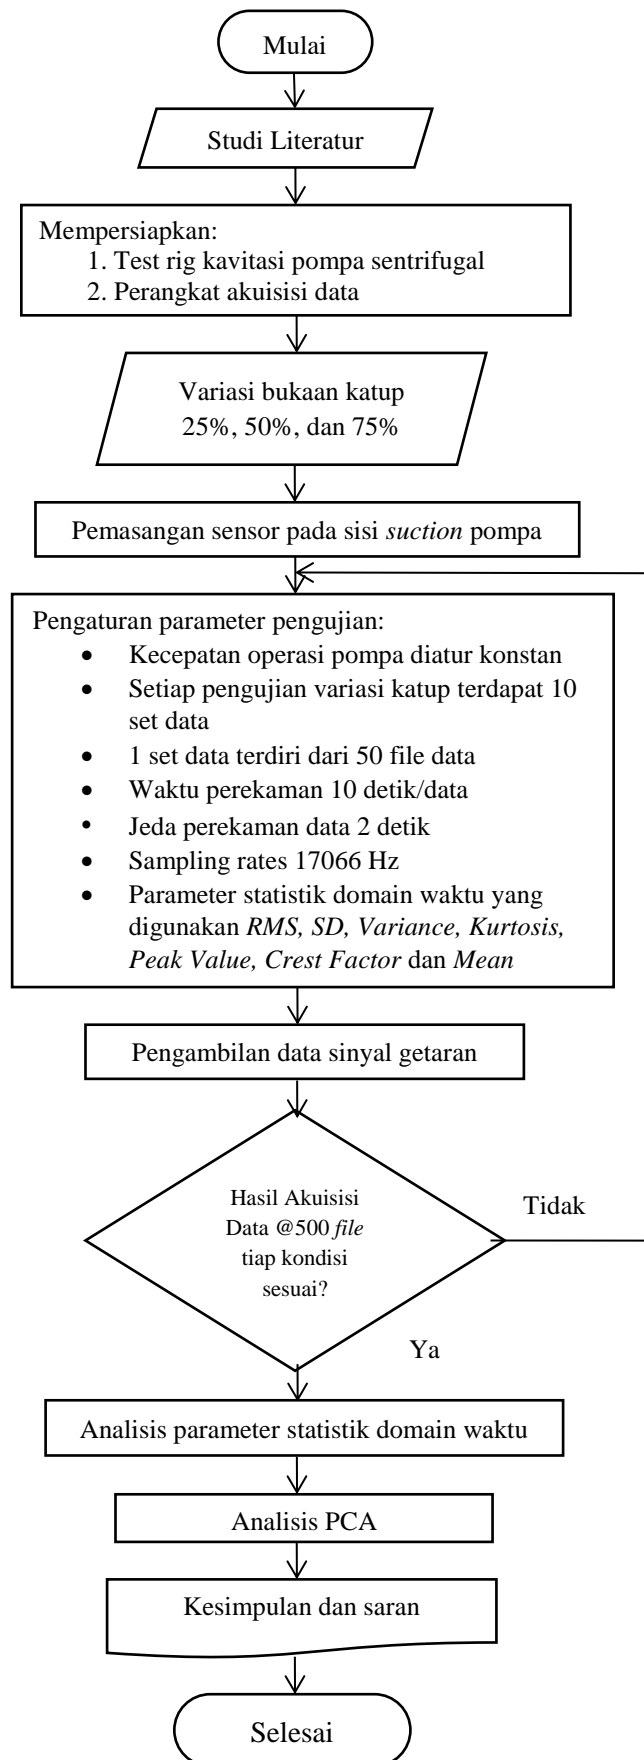 Mulai
Studi Literatur
Mempersiapkan:
1. Test rig kavitasi pompa sentrifugal
2. Perangkat akuisisi data
Variasi bukaan katup
25%, 50%, dan 75%
Pemasangan sensor pada sisi suction pompa
Pengaturan parameter pengujian:
• Kecepatan operasi pompa diatur konstan
• Setiap pengujian variasi katup terdapat 10
set data
• 1 set data terdiri dari 50 file data
• Waktu perekaman 10 detik/data
• Jeda perekaman data 2 detik
• Sampling rates 17066 Hz
• Parameter statistik domain waktu yang
digunakan RMS, SD, Variance, Kurtosis,
Peak Value, Crest Factor dan Mean
Pengambilan data sinyal getaran
Hasil Akuisisi
Data @500 file
tiap kondisi
sesuai?
Tidak
Ya
Analisis parameter statistik domain waktu
Analisis PCA
Kesimpulan dan saran
Selesai